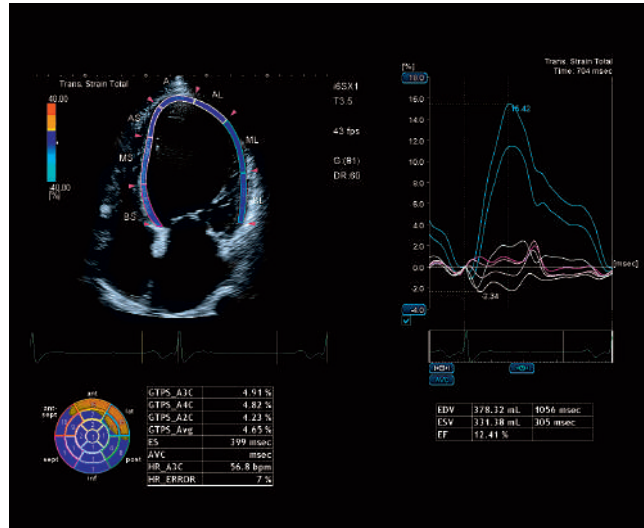 Trans. Strain Total
40.00
-40.00
[%]
A
AL
AS
ML
MS
BL
BS
i6SX1
T3.5
43 fps
G (81)
DR:60
Trans. Strain Total
Time: 704 msec
[%]
18.0
16.0
14.0
12.0
10.0
8.0
6.0
4.0
2.0
0.0
-2.0
-4.0
15.42
-2.34
[msec]
AVC
ant
ant-sept
lat
sept
post
inf
GTPS_A3C 4.91 %
GTPS_A4C 4.82 %
GTPS_A2C 4.23 %
GTPS_Avg 4.65 %
ES 399 msec
AVC msec
HR_A3C 56.8 bpm
HR_ERROR 7 %
EDV 378.32 mL 1056 msec
ESV 331.38 mL 305 msec
EF 12.41 %